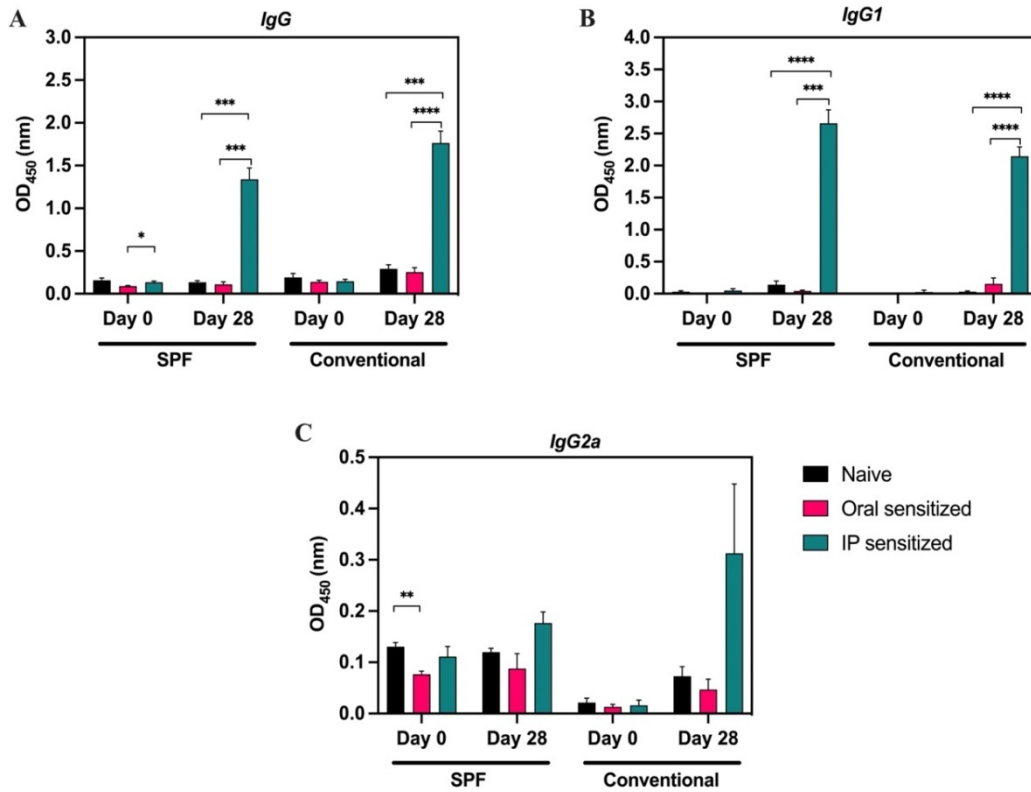 A
IgG
OD450 (nm)
3.0
2.5
2.0
1.5
1.0
0.5
0.0
*
***
***
***
****
Day 0 Day 28 Day 0 Day 28
SPF Conventional
B
IgG1
OD450 (nm)
4.0
3.5
3.0
2.5
2.0
1.5
1.0
0.5
0.0
****
***
****
****
Day 0 Day 28 Day 0 Day 28
SPF Conventional
C
IgG2a
OD450 (nm)
0.5
0.4
0.3
0.2
0.1
0.0
**
Day 0 Day 28 Day 0 Day 28
SPF Conventional
Naive
Oral sensitized
IP sensitized